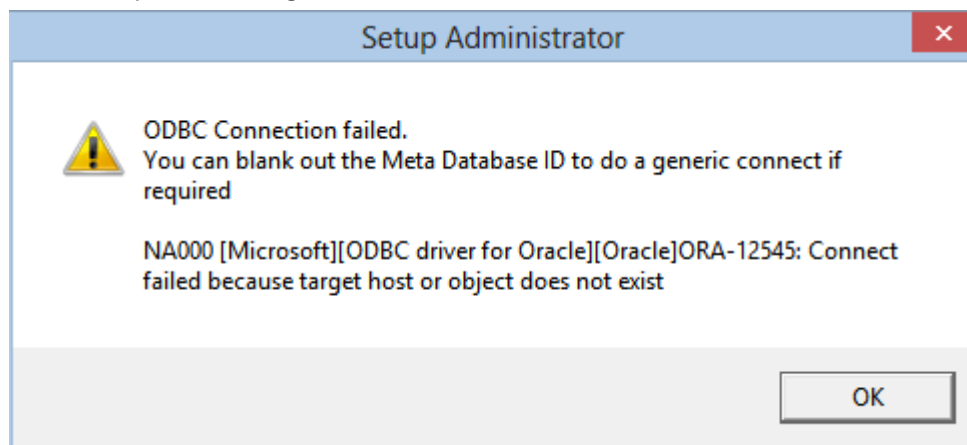 Setup Administrator
ODBC Connection failed.
You can blank out the Meta Database ID to do a generic connect if
required
NA000 [Microsoft][ODBC driver for Oracle][Oracle]ORA-12545: Connect
failed because target host or object does not exist
OK